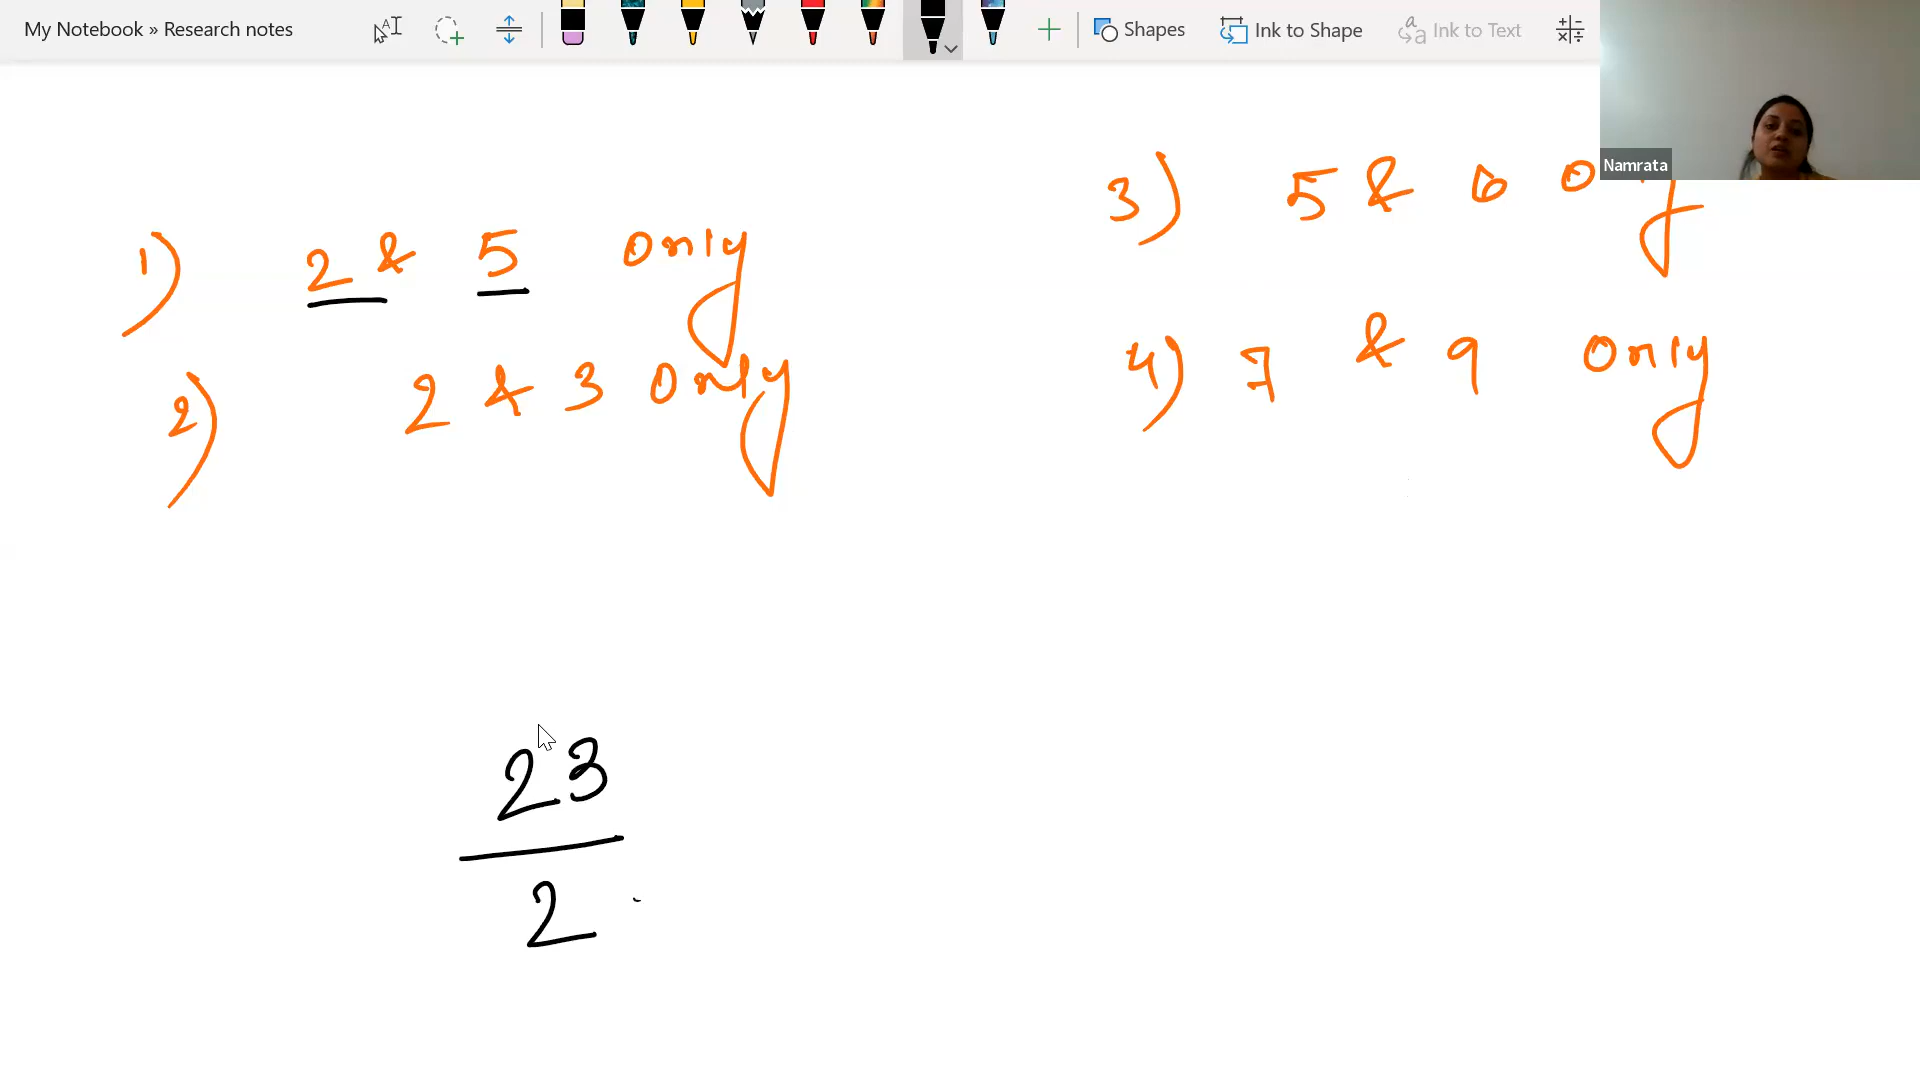 My Notebook » Research notes
Shapes
Ink to Shape
Ink to Text
Namrata
1) 2 & 5 only
2) 2 & 3 only
3) 5 & 6
4) 7 & 9 only
23
2